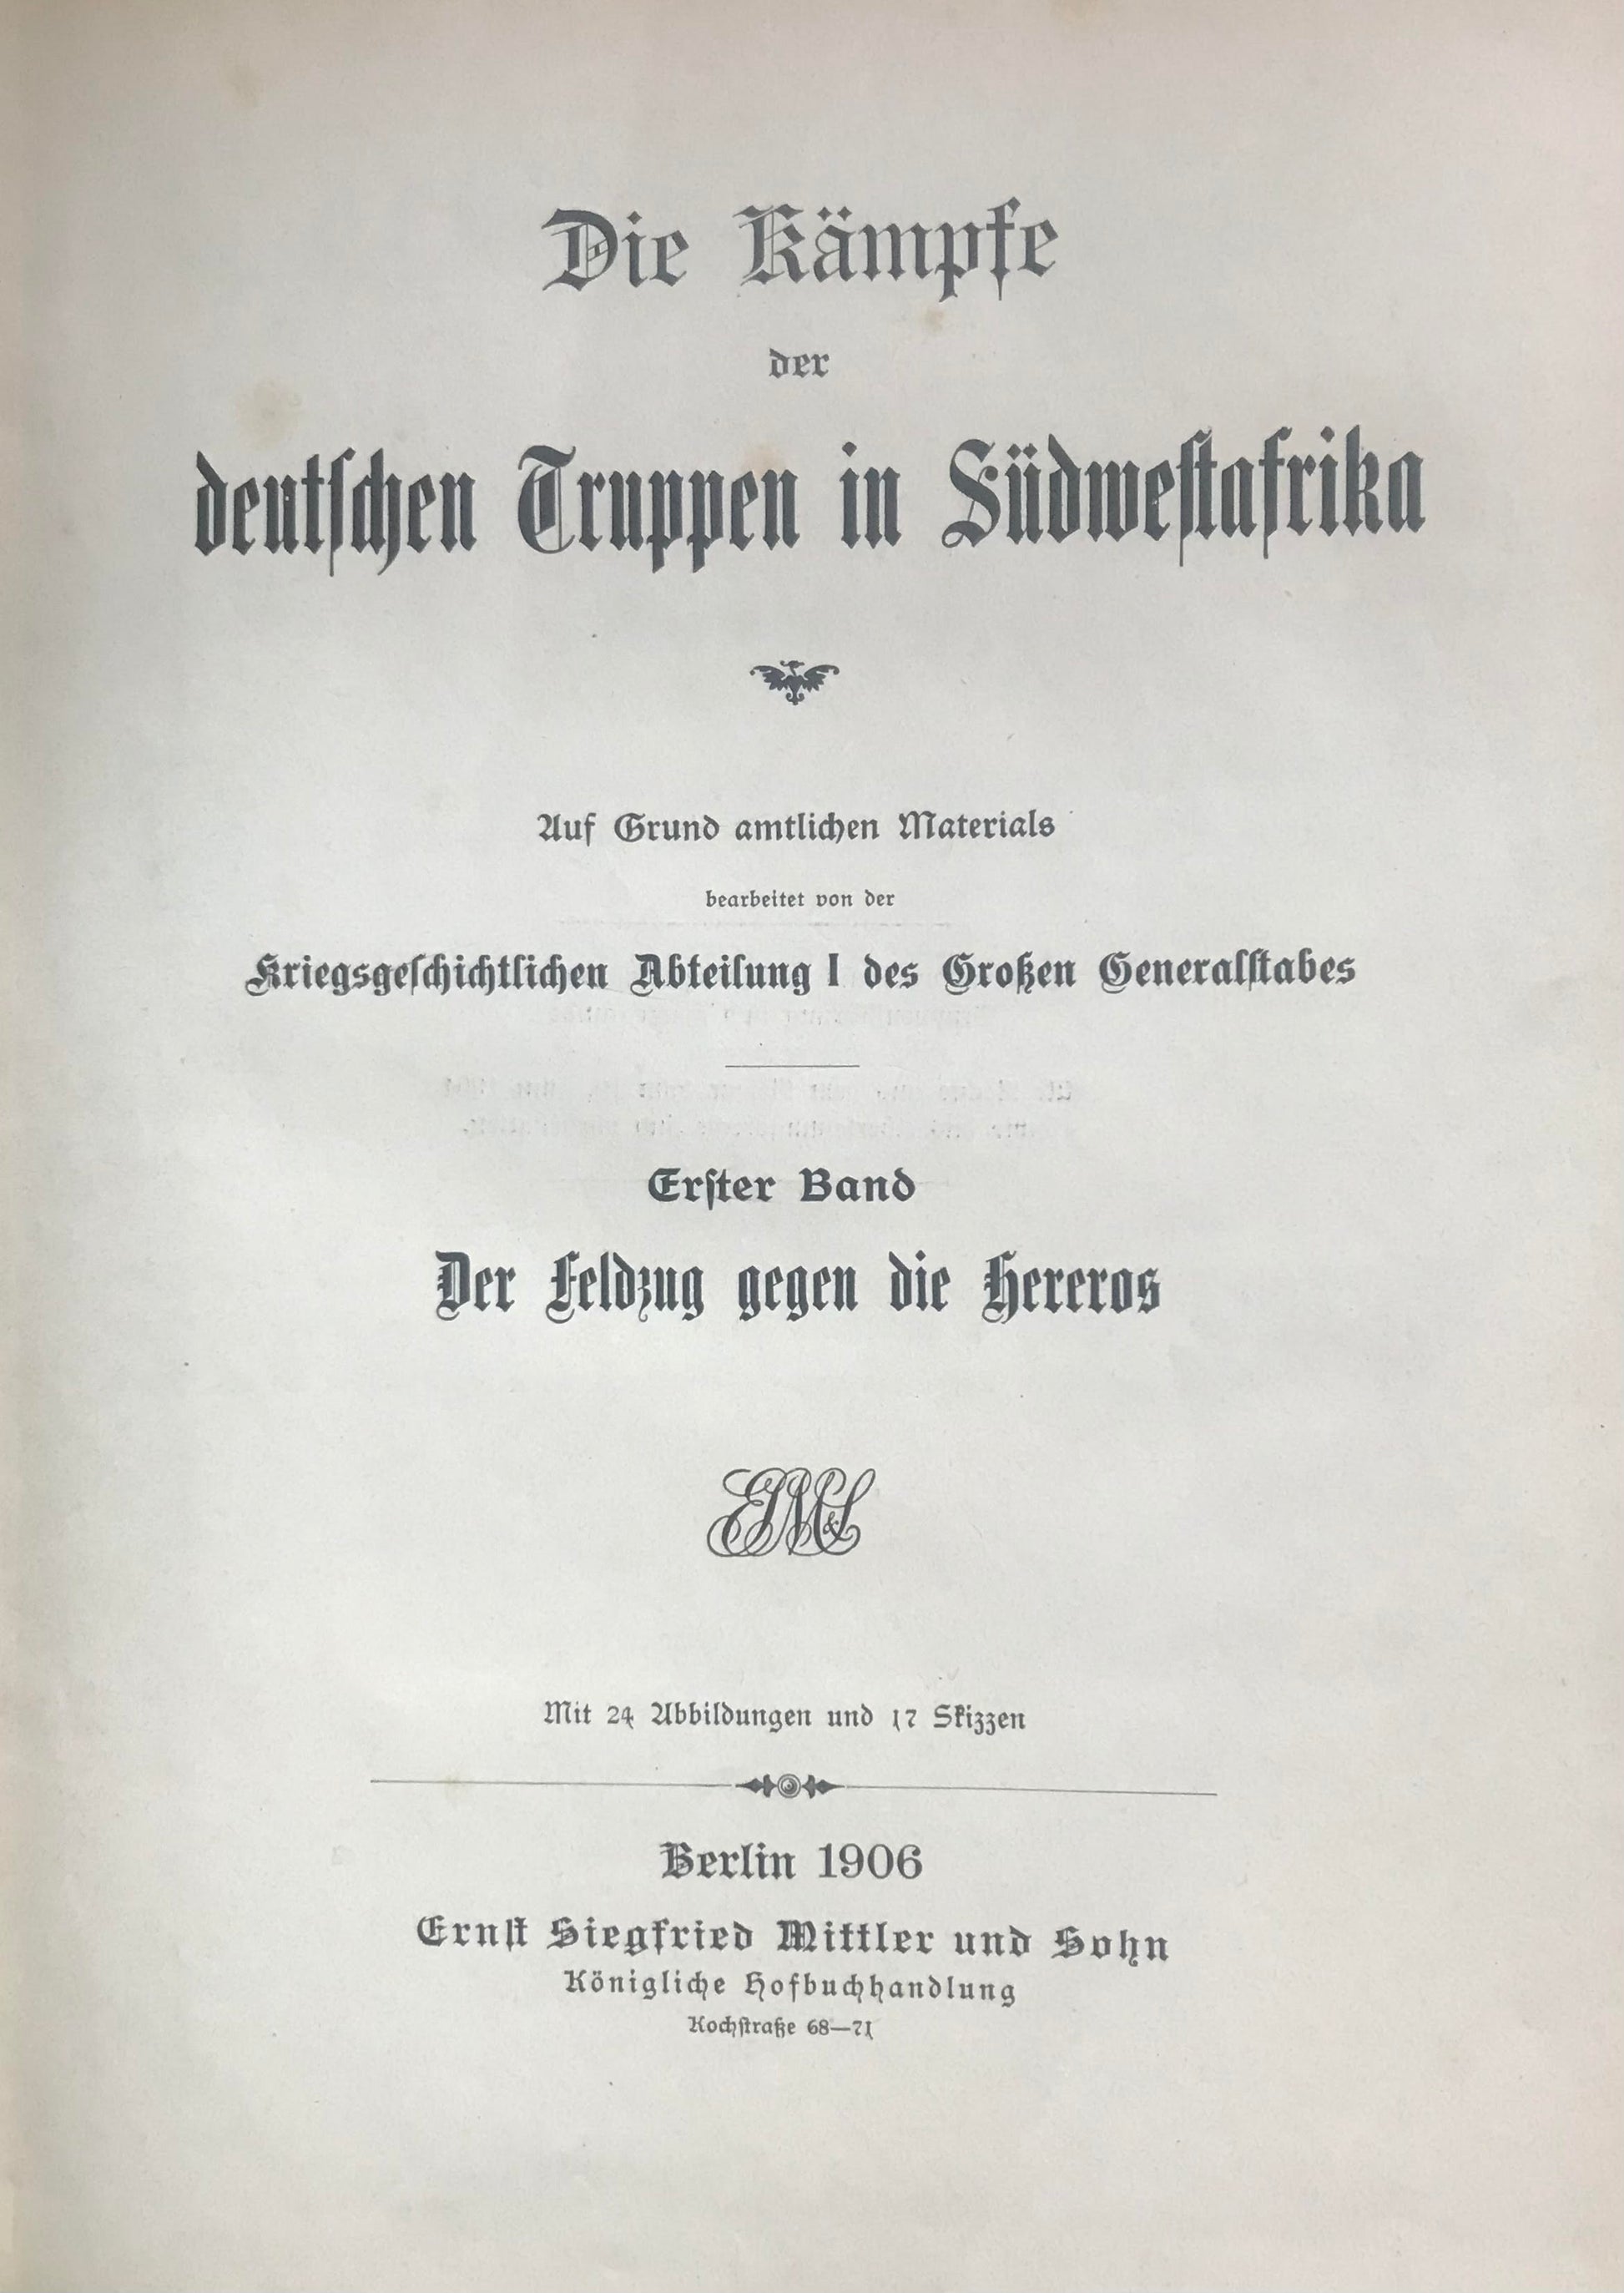 Die Kämpfe
der
deutſchen Truppen in Südweſtafrika
Auf Grund amtlichen Materials
bearbeitet von der
Kriegsgeſchichtlichen Abteilung I des Großen Generalſtabes
Erſter Band
Der Feldzug gegen die Hereros
ESM&S
Mit 24 Abbildungen und 17 Skizzen
Berlin 1906
Ernſt Siegfried Mittler und Sohn
Königliche Hofbuchhandlung
Kochſtraße 68—71